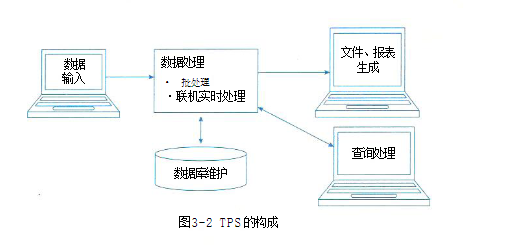 数据
输入
数据处理
· 批处理
·联机实时处理
文件、报表
生成
数据库维护
查询处理
图3-2 TPS的构成